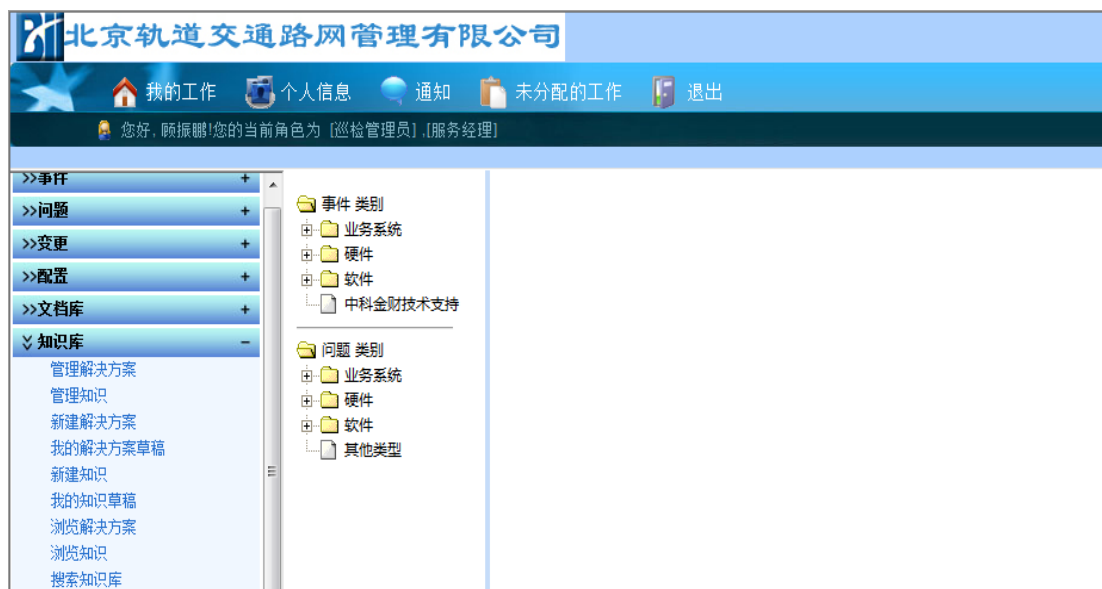 北京轨道交通路网管理有限公司
我的工作 个人信息 通知 未分配的工作 退出
您好,顾振鹏!您的当前角色为 [巡检管理员] ,[服务经理]
>>事件 +
>>问题 +
>>变更 +
>>配置 +
>>文档库 +
知识库 -
管理解决方案
管理知识
新建解决方案
我的解决方案草稿
新建知识
我的知识草稿
浏览解决方案
浏览知识
搜索知识库
事件 类别
业务系统
硬件
软件
中科金财技术支持
问题 类别
业务系统
硬件
软件
其他类型